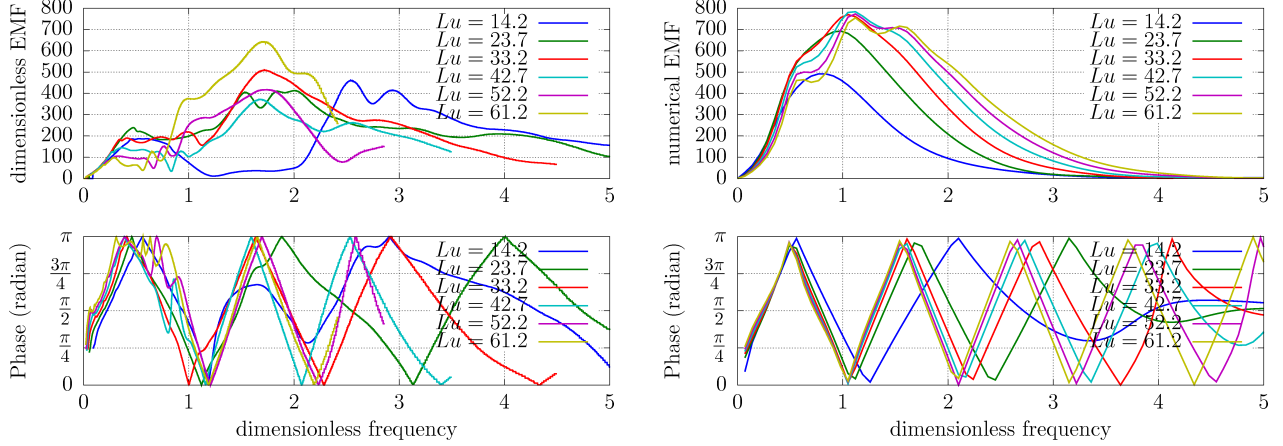 dimensionless EMF
800
700
600
500
400
300
200
100
0
0 1 2 3 4 5
Lu = 14.2
Lu = 23.7
Lu = 33.2
Lu = 42.7
Lu = 52.2
Lu = 61.2
numerical EMF
800
700
600
500
400
300
200
100
0
0 1 2 3 4 5
Lu = 14.2
Lu = 23.7
Lu = 33.2
Lu = 42.7
Lu = 52.2
Lu = 61.2
Phase (radian)
π
3π/4
π/2
π/4
0
0 1 2 3 4 5
Lu = 14.2
Lu = 23.7
Lu = 33.2
Lu = 42.7
Lu = 52.2
Lu = 61.2
dimensionless frequency
Phase (radian)
π
3π/4
π/2
π/4
0
0 1 2 3 4 5
Lu = 14.2
Lu = 23.7
Lu = 33.2
Lu = 42.7
Lu = 52.2
Lu = 61.2
dimensionless frequency